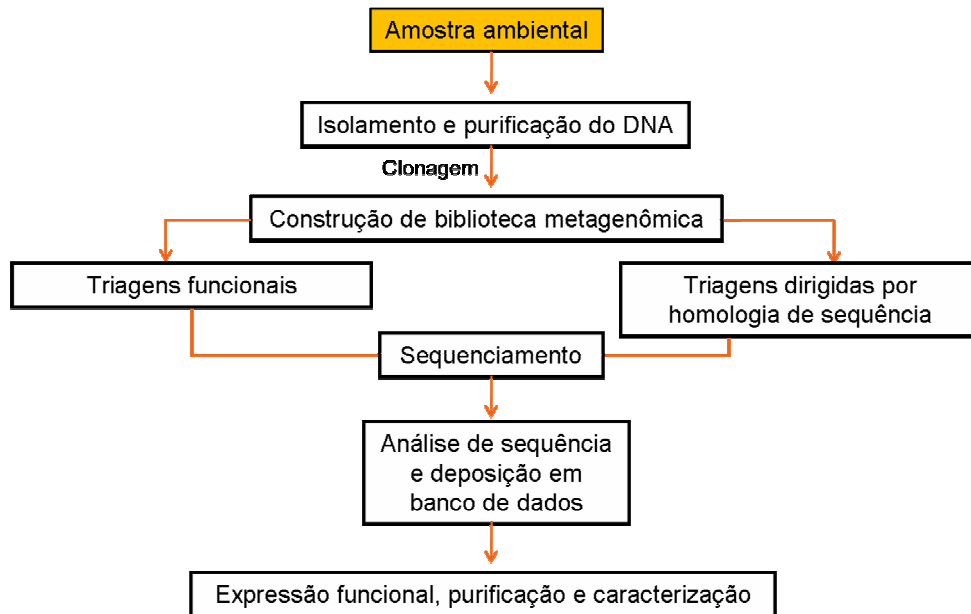 Amostra ambiental
Isolamento e purificação do DNA
Clonagem
Construção de biblioteca metagenômica
Triagens funcionais
Triagens dirigidas por
homologia de sequência
Sequenciamento
Análise de sequência
e deposição em
banco de dados
Expressão funcional, purificação e caracterização